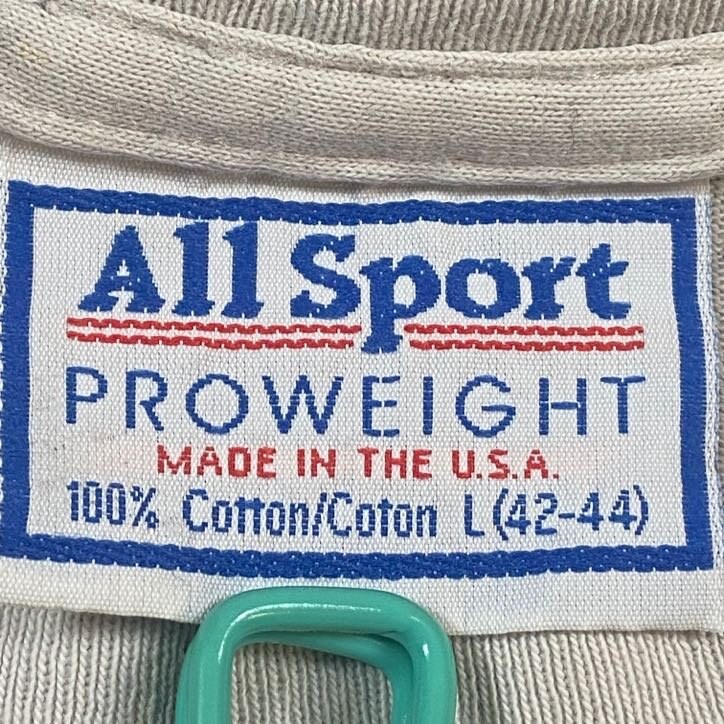 All Sport
PROWEIGHT
MADE IN THE U.S.A.
100% Cotton/Coton L (42-44)